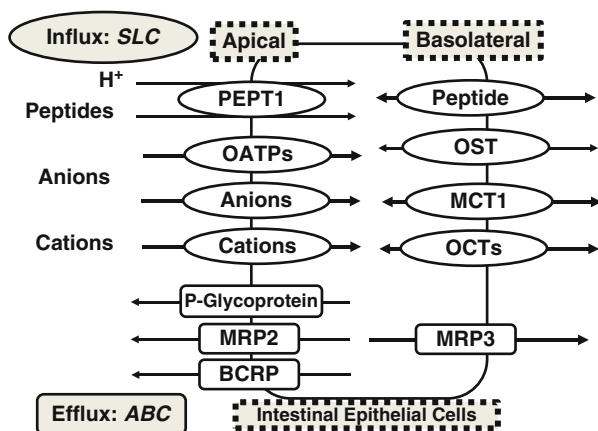 Influx: SLC
Apical
Basolateral
H+
Peptides
PEPT1
Peptide
OATPs
OST
Anions
Anions
MCT1
Cations
Cations
OCTs
P-Glycoprotein
MRP2
MRP3
BCRP
Efflux: ABC
Intestinal Epithelial Cells